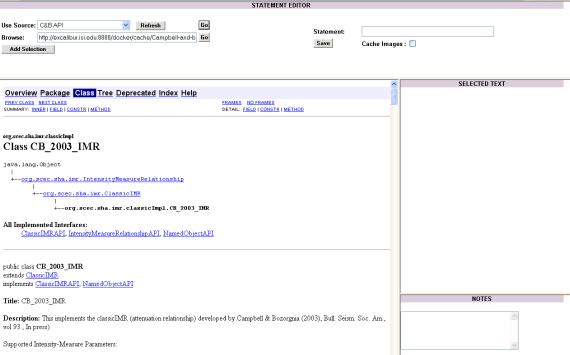 STATEMENT EDITOR
Use Source: C&B API Refresh Go
Browse: http://excalibur.isi.edu:8888/docker/cache/Campbell-and-b Go
Add Selection
Statement:
Save Cache Images :
SELECTED TEXT
Overview Package Class Tree Deprecated Index Help
PREV CLASS NEXT CLASS FRAMES NO FRAMES
SUMMARY: INNER | FIELD | CONSTR | METHOD DETAIL: FIELD | CONSTR | METHOD
org.scec.sha.imr.classicImpl
Class CB_2003_IMR
java.lang.Object
|
+--org.scec.sha.imr.IntensityMeasureRelationship
|
+--org.scec.sha.imr.ClassicIMR
|
+--org.scec.sha.imr.classicImpl.CB_2003_IMR
All Implemented Interfaces:
ClassicIMRAPI, IntensityMeasureRelationshipAPI, NamedObjectAPI
public class CB_2003_IMR
extends ClassicIMR
implements ClassicIMRAPI, NamedObjectAPI
Title: CB_2003_IMR
Description: This implements the classicIMR (attenuation relationship) developed by Campbell & Bozorgnia (2003), Bull. Seism. Soc. Am.,
vol 93 , In press)
Supported Intensity-Measure Parameters:
NOTES